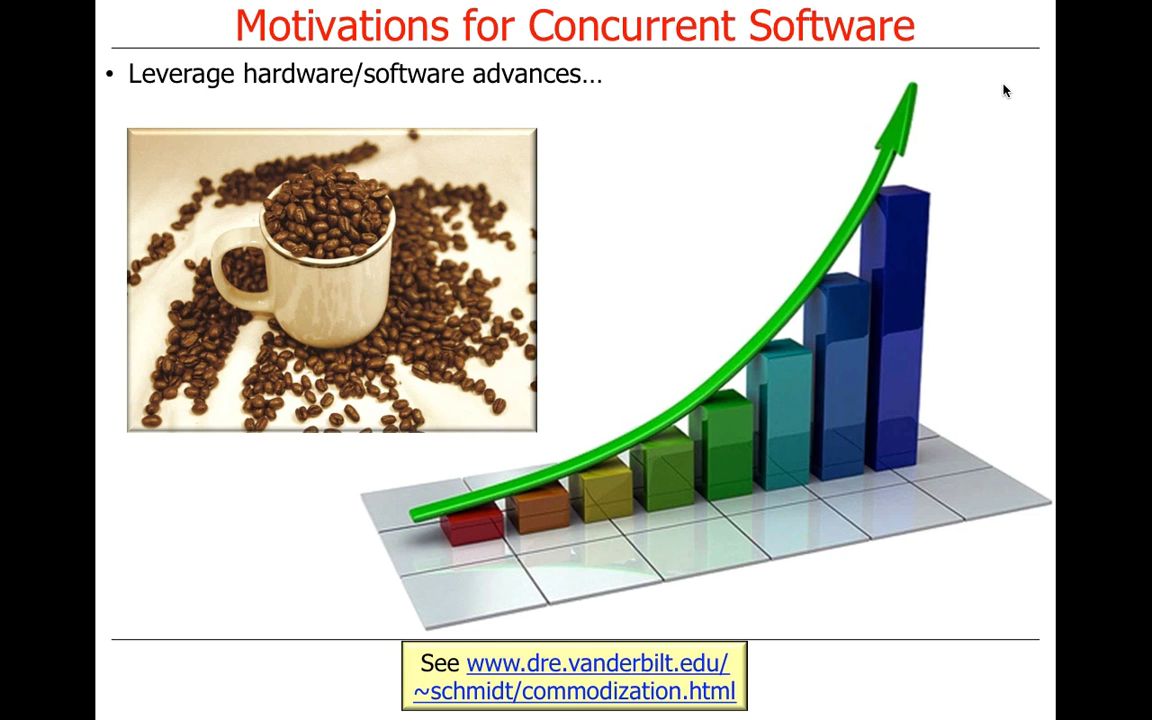 Motivations for Concurrent Software
• Leverage hardware/software advances…
See www.dre.vanderbilt.edu/
~schmidt/commodization.html